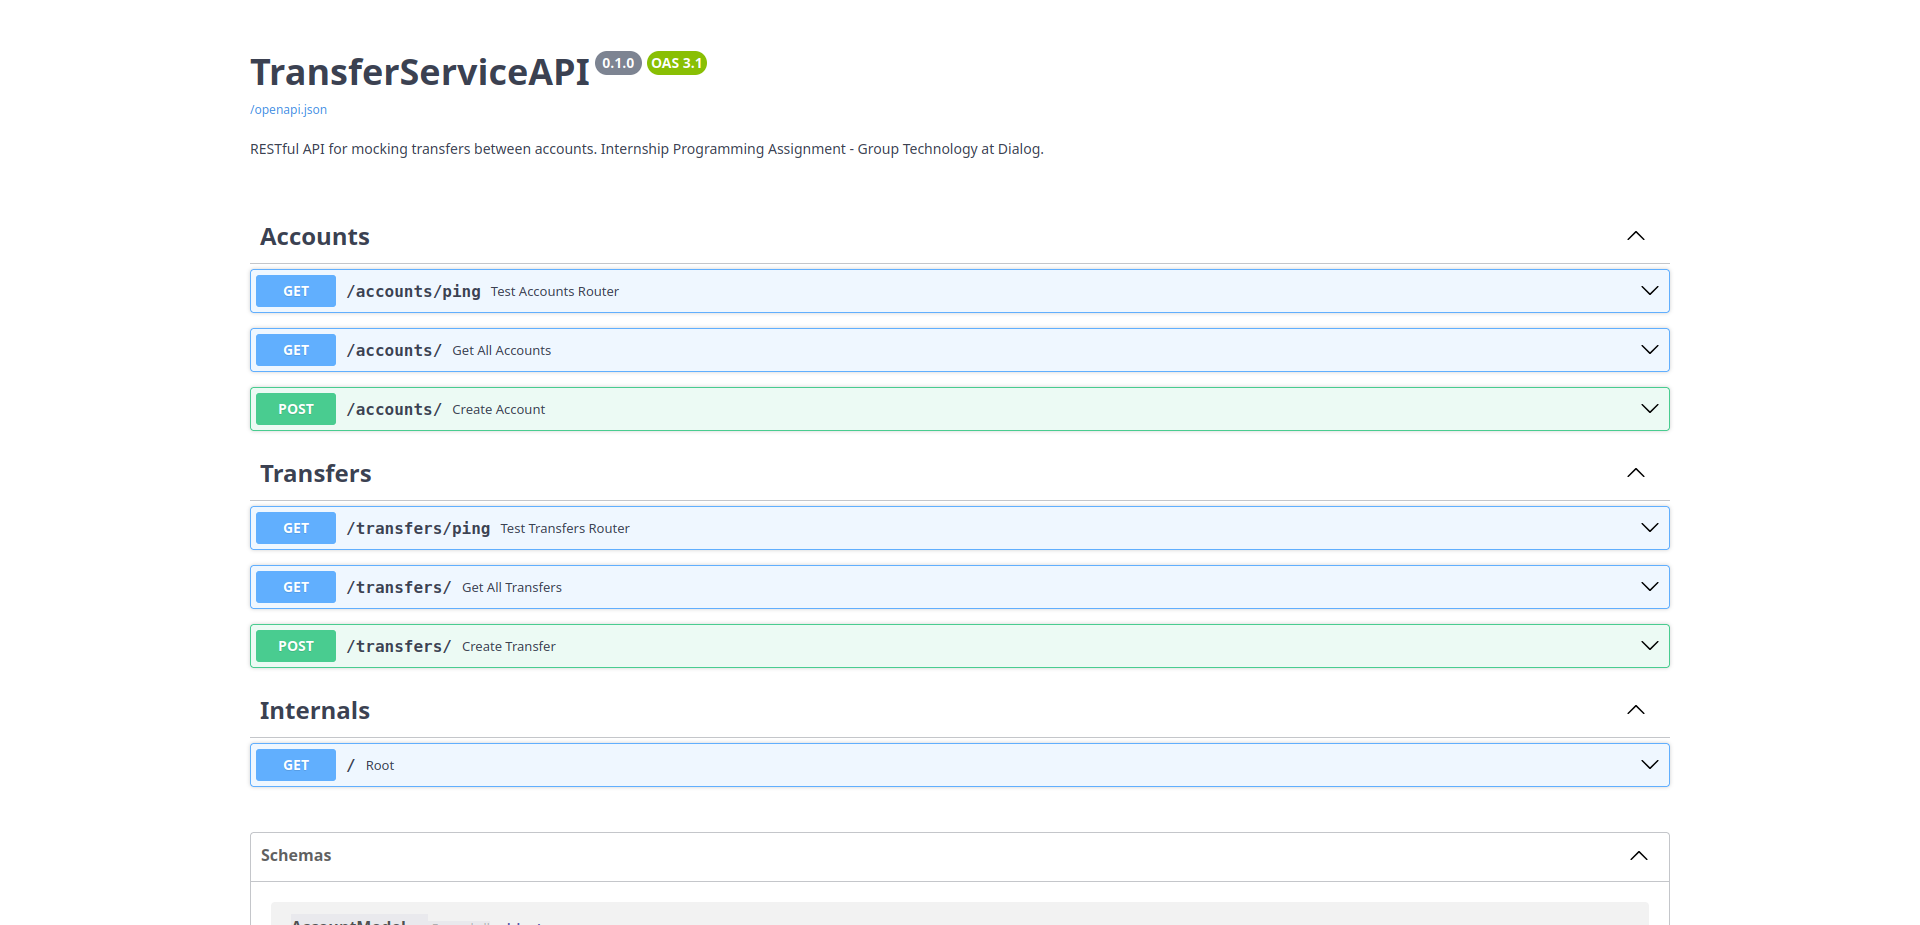 TransferServiceAPI 0.1.0 OAS 3.1
/openapi.json
RESTful API for mocking transfers between accounts. Internship Programming Assignment - Group Technology at Dialog.
Accounts
GET /accounts/ping Test Accounts Router
GET /accounts/ Get All Accounts
POST /accounts/ Create Account
Transfers
GET /transfers/ping Test Transfers Router
GET /transfers/ Get All Transfers
POST /transfers/ Create Transfer
Internals
GET / Root
Schemas
AccountModel